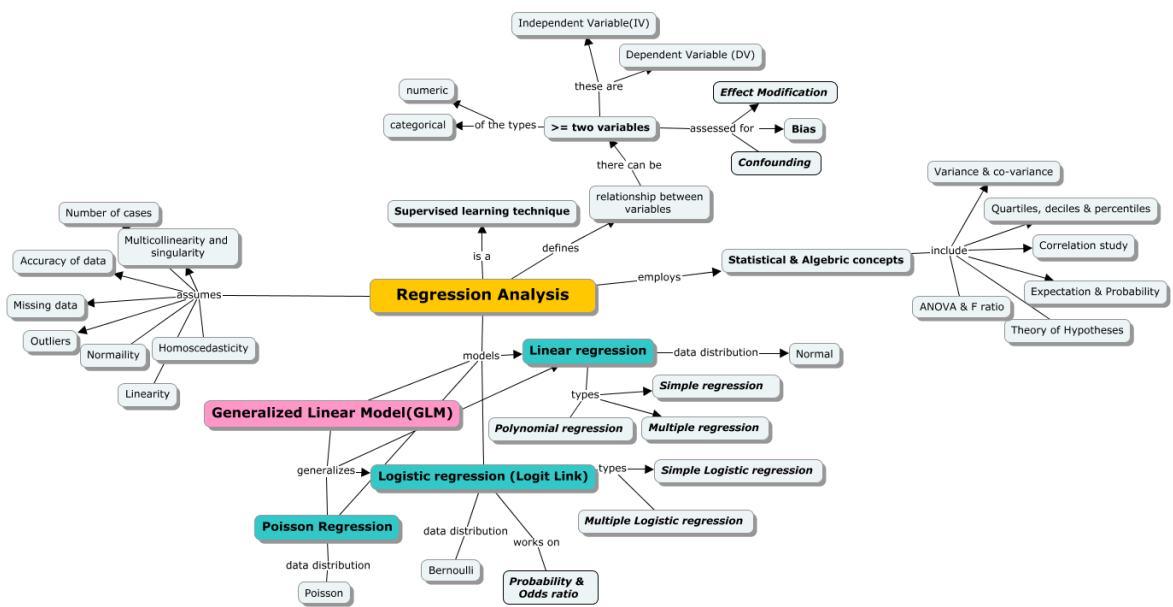 Independent Variable(IV)
Dependent Variable (DV)
these are
numeric
Effect Modification
categorical
of the types
>= two variables
assessed for
Bias
Confounding
there can be
Variance & co-variance
relationship between
variables
Supervised learning technique
Quartiles, deciles & percentiles
Number of cases
Multicollinearity and
singularity
defines
include
Correlation study
is a
Accuracy of data
Statistical & Algebric concepts
employs
assumes
Regression Analysis
Expectation & Probability
Missing data
ANOVA & F ratio
Theory of Hypotheses
Outliers
Normaility
Homoscedasticity
models
Linear regression
data distribution
Normal
Linearity
Simple regression
types
Generalized Linear Model(GLM)
Polynomial regression
Multiple regression
generalizes
Logistic regression (Logit Link)
types
Simple Logistic regression
Multiple Logistic regression
Poisson Regression
data distribution
works on
data distribution
Bernoulli
Probability &
Odds ratio
Poisson